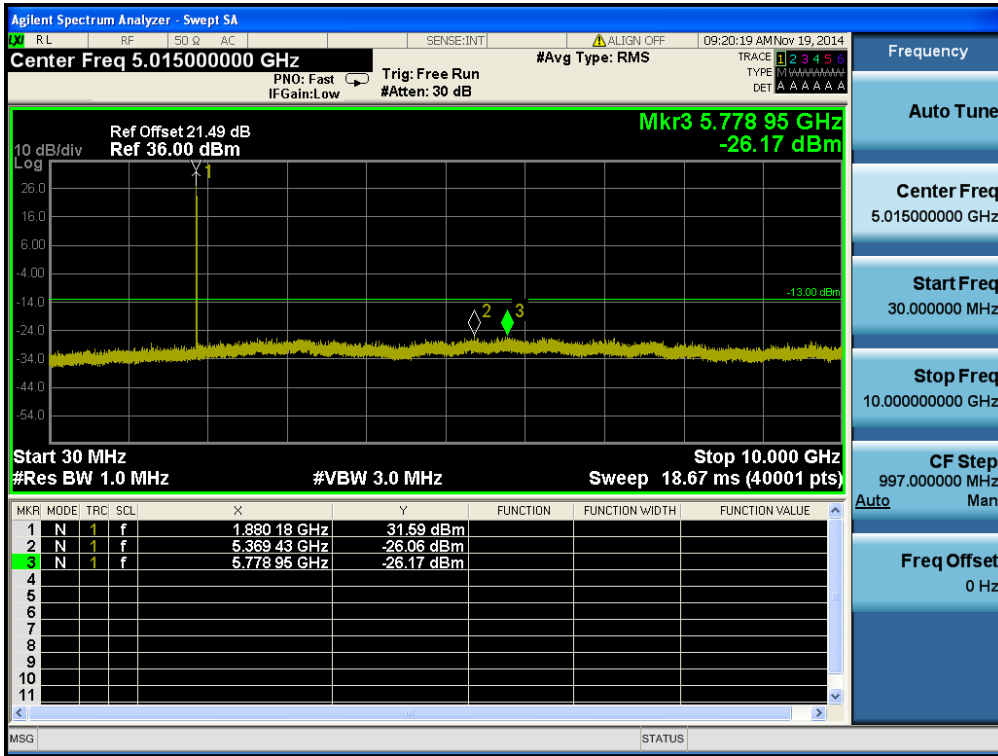 Agilent Spectrum Analyzer - Swept SA
LXI RL RF 50 Ω AC SENSE:INT ALIGN OFF 09:20:19 AM Nov 19, 2014
Center Freq 5.015000000 GHz
PNO: Fast
IFGain:Low
Trig: Free Run
#Atten: 30 dB
#Avg Type: RMS
TRACE 1 2 3 4 5 6
TYPE M
DET A A A A A A
Mkr3 5.778 95 GHz
-26.17 dBm
Ref Offset 21.49 dB
10 dB/div Ref 36.00 dBm
Log
1
26.0
16.0
6.00
-4.00
-13.00 dBm
-14.0
2 3
-24.0
-34.0
-44.0
-54.0
Start 30 MHz Stop 10.000 GHz
#Res BW 1.0 MHz #VBW 3.0 MHz Sweep 18.67 ms (40001 pts)
MKR MODE TRC SCL X Y FUNCTION FUNCTION WIDTH FUNCTION VALUE
1 N 1 f 1.880 18 GHz 31.59 dBm
2 N 1 f 5.369 43 GHz -26.06 dBm
3 N 1 f 5.778 95 GHz -26.17 dBm
4
5
6
7
8
9
10
11
MSG STATUS
Frequency
Auto Tune
Center Freq
5.015000000 GHz
Start Freq
30.000000 MHz
Stop Freq
10.000000000 GHz
CF Step
997.000000 MHz
Auto Man
Freq Offset
0 Hz